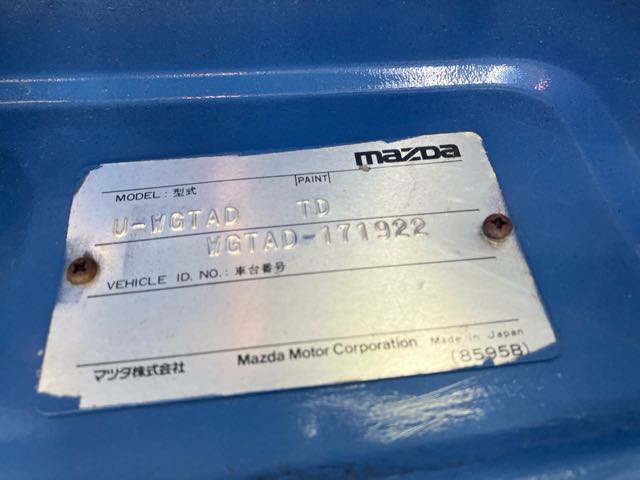 mazda
MODEL: 型式 PAINT
U-WGTAD TD
WGTAD-171922
VEHICLE ID. NO.: 車台番号
マツダ株式会社 Mazda Motor Corporation Made in Japan
(8595B)